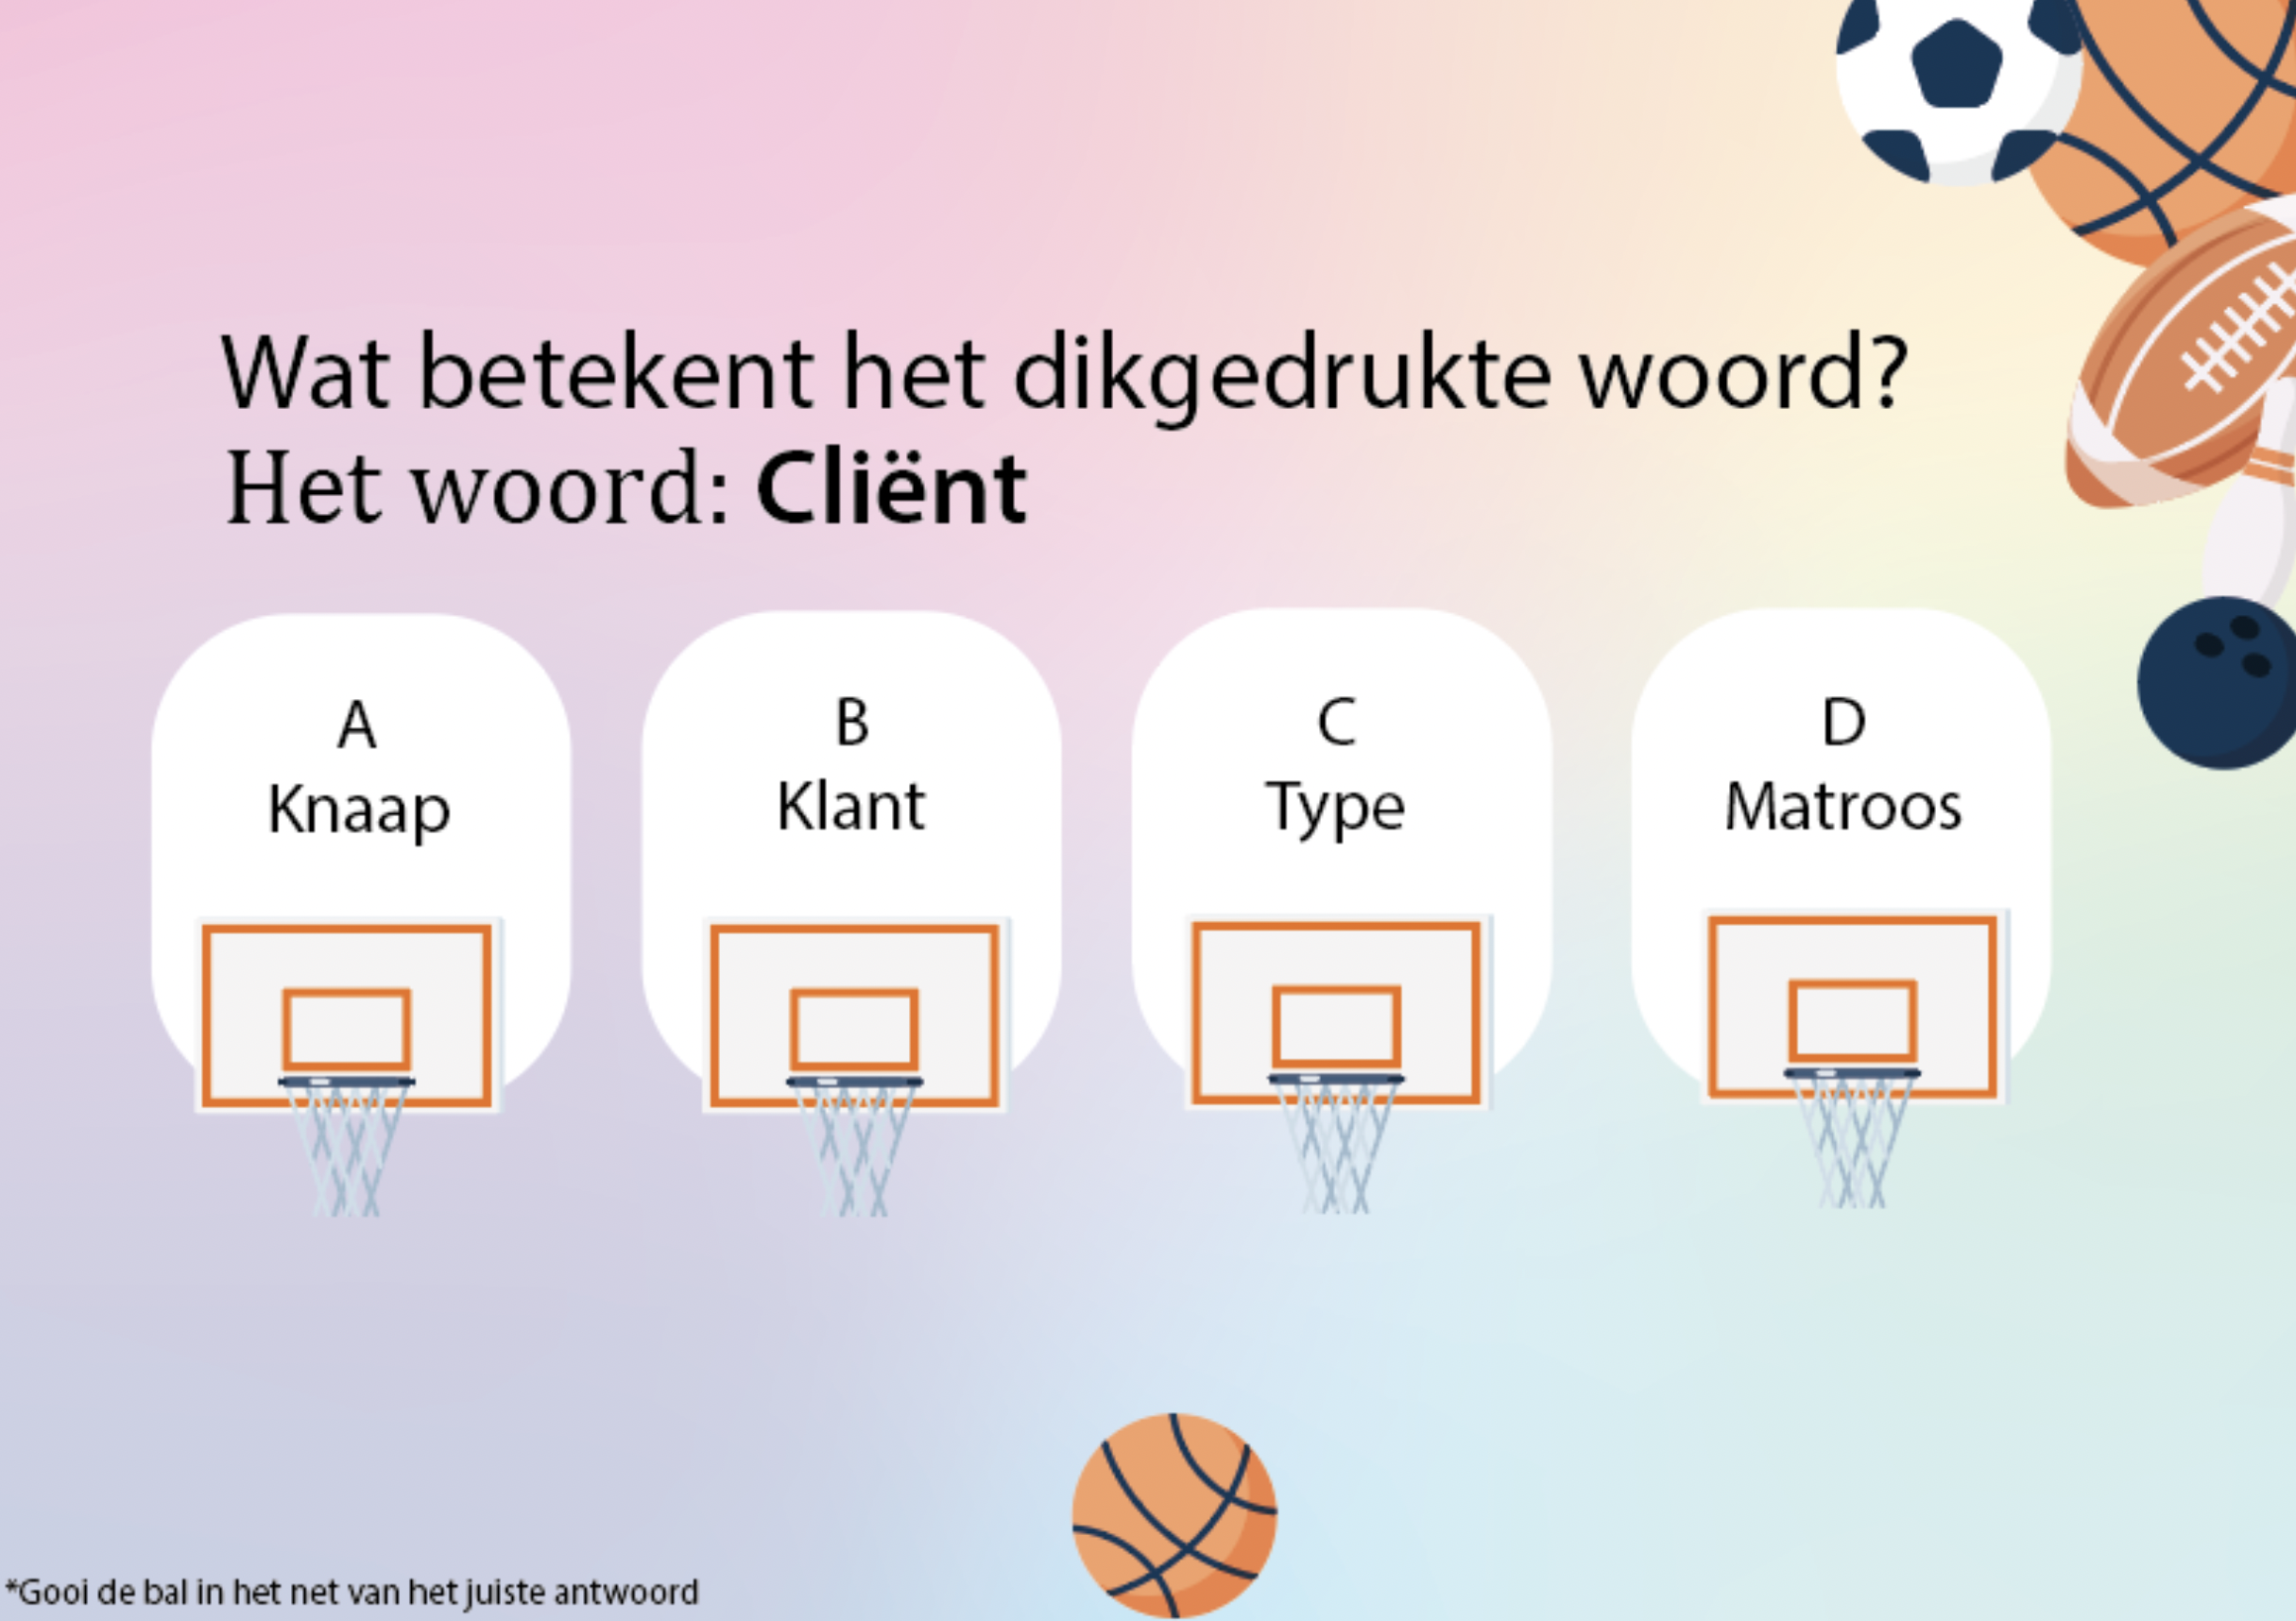 Wat betekent het dikgedrukte woord?
Het woord: Cliënt
A
Knaap
B
Klant
C
Type
D
Matroos
*Gooi de bal in het net van het juiste antwoord